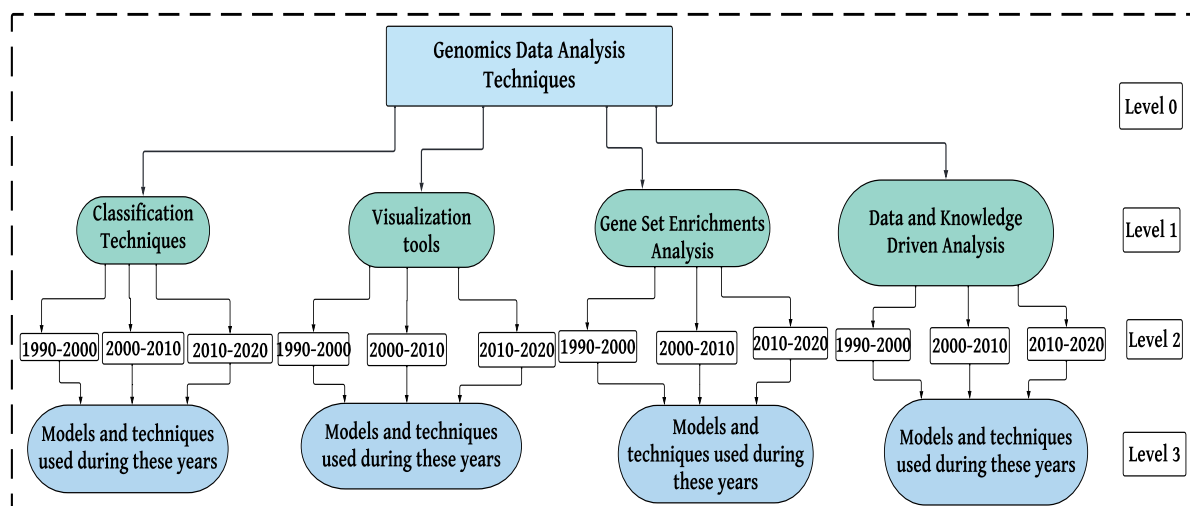 Genomics Data Analysis
Techniques
Level 0
Classification
Techniques
Visualization
tools
Gene Set Enrichments
Analysis
Data and Knowledge
Driven Analysis
Level 1
1990-2000
2000-2010
2010-2020
1990-2000
2000-2010
2010-2020
1990-2000
2000-2010
2010-2020
1990-2000
2000-2010
2010-2020
Level 2
Models and techniques
used during these years
Models and techniques
used during these years
Models and
techniques used during
these years
Models and techniques
used during these years
Level 3